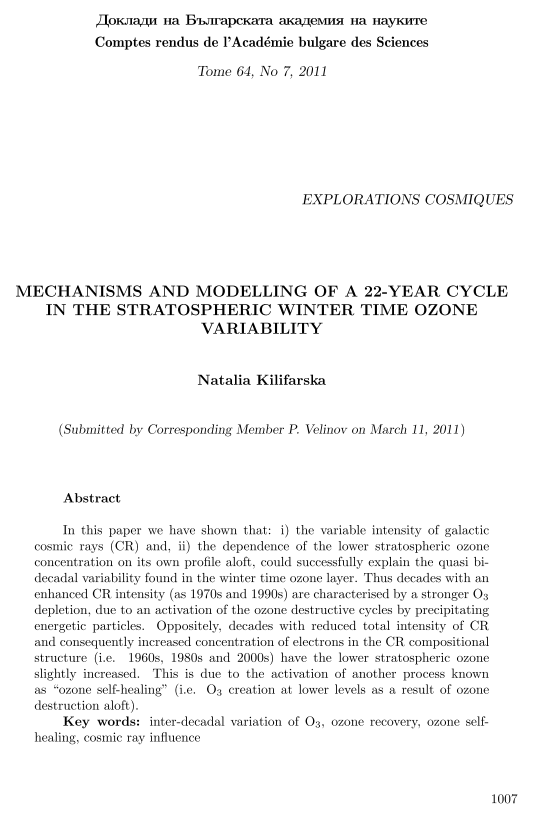 Доклади на Българската академия на науките
Comptes rendus de l'Académie bulgare des Sciences
Tome 64, No 7, 2011
EXPLORATIONS COSMIQUES
MECHANISMS AND MODELLING OF A 22-YEAR CYCLE
IN THE STRATOSPHERIC WINTER TIME OZONE
VARIABILITY
Natalia Kilifarska
(Submitted by Corresponding Member P. Velinov on March 11, 2011)
Abstract
In this paper we have shown that: i) the variable intensity of galactic
cosmic rays (CR) and, ii) the dependence of the lower stratospheric ozone
concentration on its own profile aloft, could successfully explain the quasi bi-
decadal variability found in the winter time ozone layer. Thus decades with an
enhanced CR intensity (as 1970s and 1990s) are characterised by a stronger O₃
depletion, due to an activation of the ozone destructive cycles by precipitating
energetic particles. Oppositely, decades with reduced total intensity of CR
and consequently increased concentration of electrons in the CR compositional
structure (i.e. 1960s, 1980s and 2000s) have the lower stratospheric ozone
slightly increased. This is due to the activation of another process known
as “ozone self-healing” (i.e. O₃ creation at lower levels as a result of ozone
destruction aloft).
Key words: inter-decadal variation of O₃, ozone recovery, ozone self-
healing, cosmic ray influence
1007